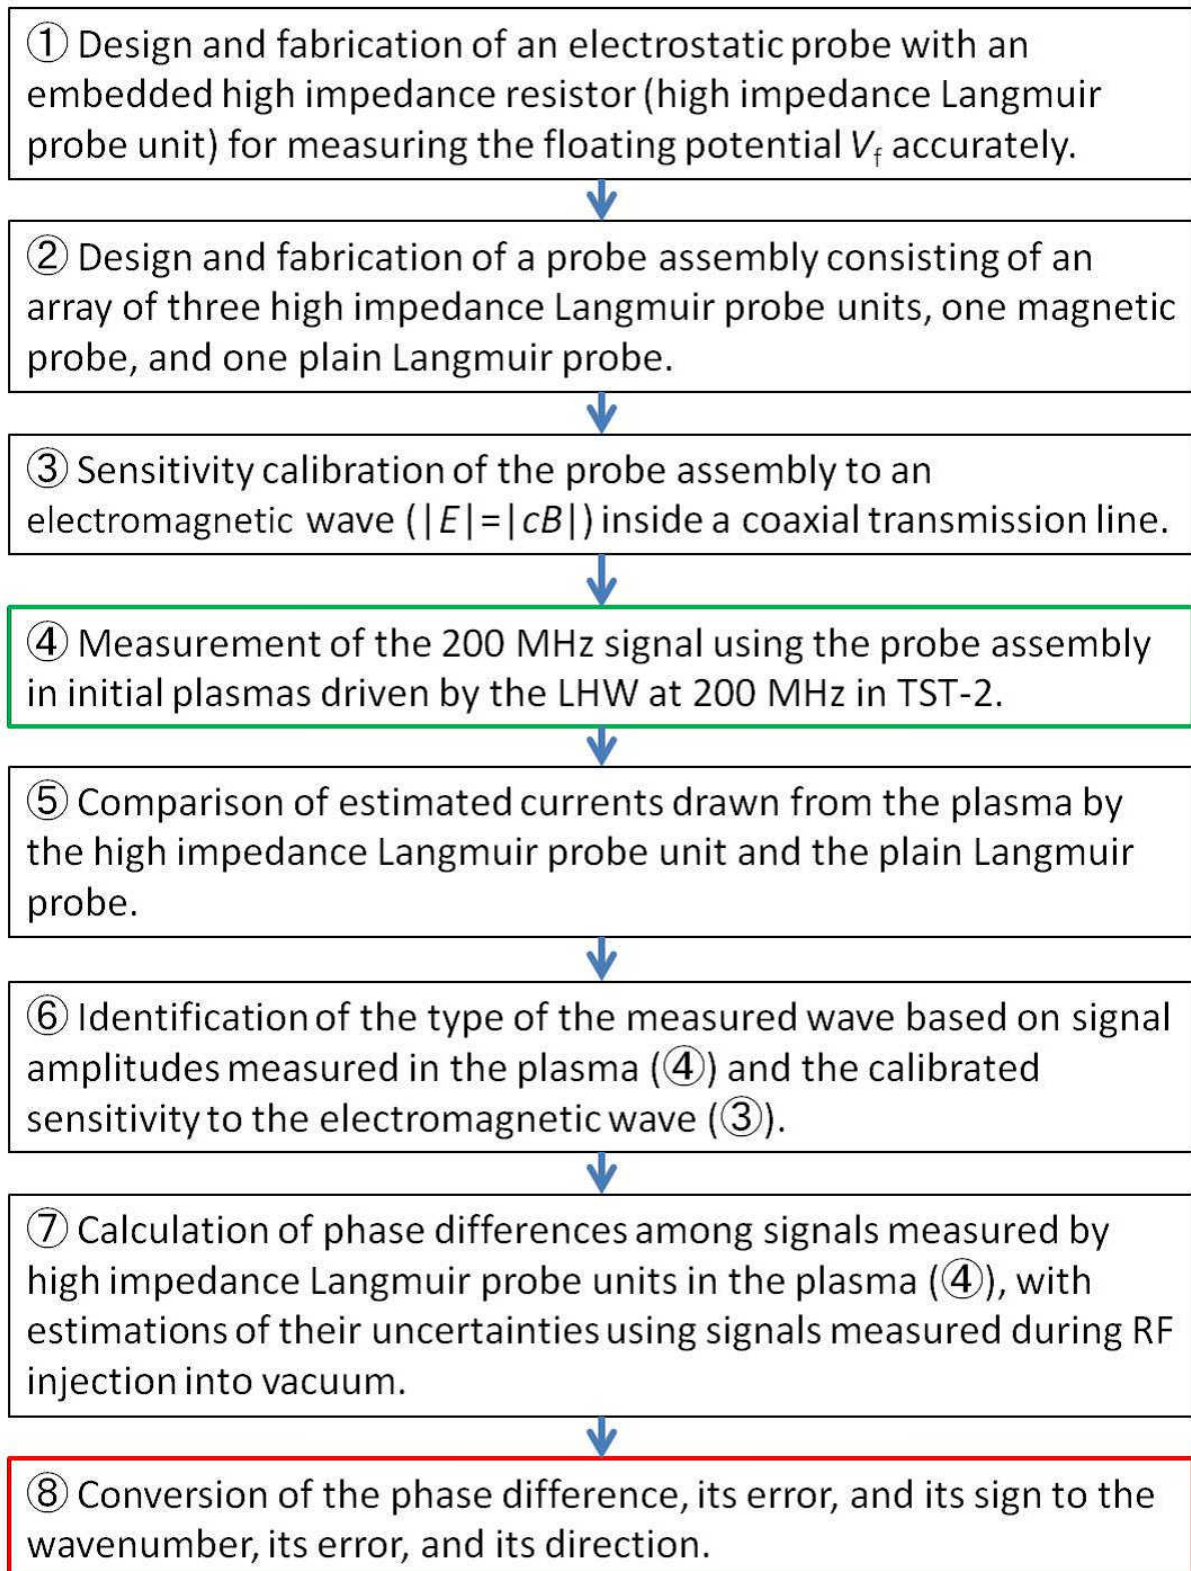 ① Design and fabrication of an electrostatic probe with an
embedded high impedance resistor (high impedance Langmuir
probe unit) for measuring the floating potential Vf accurately.
② Design and fabrication of a probe assembly consisting of an
array of three high impedance Langmuir probe units, one magnetic
probe, and one plain Langmuir probe.
③ Sensitivity calibration of the probe assembly to an
electromagnetic wave (|E|=|cB|) inside a coaxial transmission line.
④ Measurement of the 200 MHz signal using the probe assembly
in initial plasmas driven by the LHW at 200 MHz in TST-2.
⑤ Comparison of estimated currents drawn from the plasma by
the high impedance Langmuir probe unit and the plain Langmuir
probe.
⑥ Identification of the type of the measured wave based on signal
amplitudes measured in the plasma (④) and the calibrated
sensitivity to the electromagnetic wave (③).
⑦ Calculation of phase differences among signals measured by
high impedance Langmuir probe units in the plasma (④), with
estimations of their uncertainties using signals measured during RF
injection into vacuum.
⑧ Conversion of the phase difference, its error, and its sign to the
wavenumber, its error, and its direction.